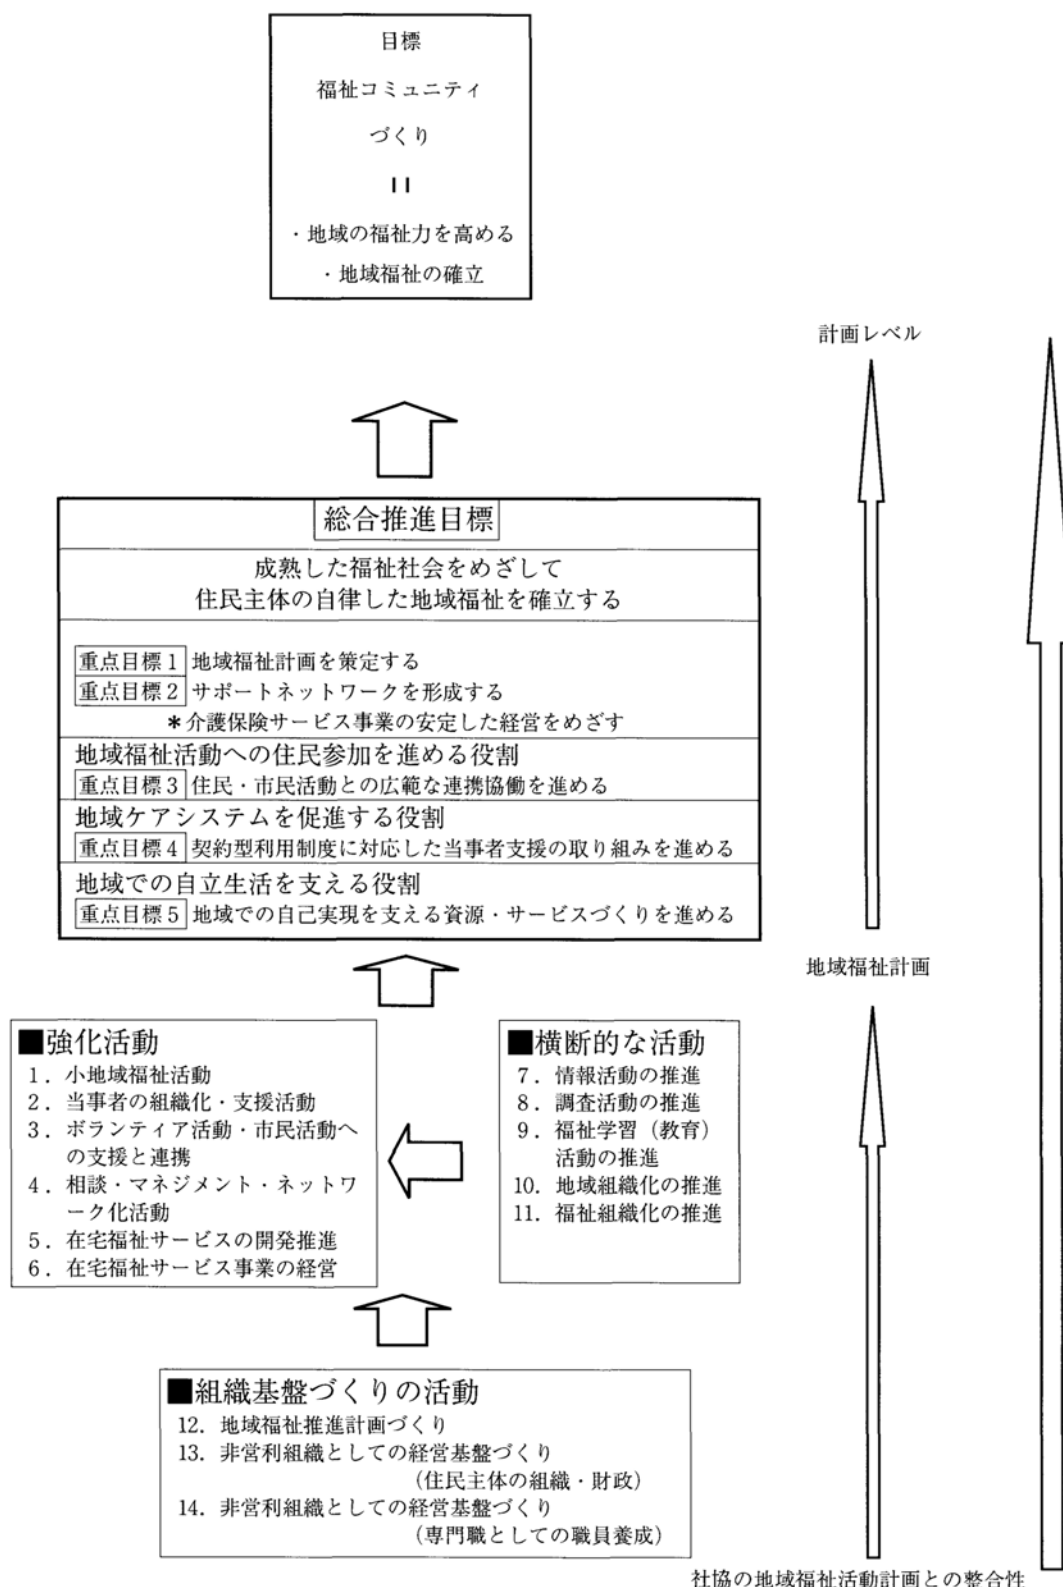 目標
福祉コミュニティ
づくり
=
・地域の福祉力を高める
・地域福祉の確立
計画レベル
総合推進目標
成熟した福祉社会をめざして
住民主体の自律した地域福祉を確立する
重点目標1 地域福祉計画を策定する
重点目標2 サポートネットワークを形成する
＊介護保険サービス事業の安定した経営をめざす
地域福祉活動への住民参加を進める役割
重点目標3 住民・市民活動との広範な連携協働を進める
地域ケアシステムを促進する役割
重点目標4 契約型利用制度に対応した当事者支援の取り組みを進める
地域での自立生活を支える役割
重点目標5 地域での自己実現を支える資源・サービスづくりを進める
地域福祉計画
■強化活動
1．小地域福祉活動
2．当事者の組織化・支援活動
3．ボランティア活動・市民活動へ
の支援と連携
4．相談・マネジメント・ネットワ
ーク化活動
5．在宅福祉サービスの開発推進
6．在宅福祉サービス事業の経営
■横断的な活動
7．情報活動の推進
8．調査活動の推進
9．福祉学習（教育）
活動の推進
10．地域組織化の推進
11．福祉組織化の推進
■組織基盤づくりの活動
12．地域福祉推進計画づくり
13．非営利組織としての経営基盤づくり
（住民主体の組織・財政）
14．非営利組織としての経営基盤づくり
（専門職としての職員養成）
社協の地域福祉活動計画との整合性